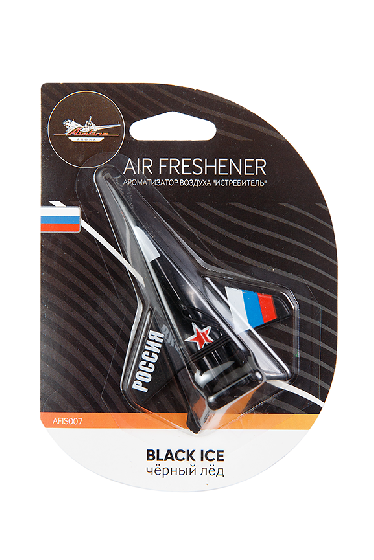 AIR FRESHENER
АРОМАТИЗАТОР ВОЗДУХА "ИСТРЕБИТЕЛЬ"
РОССИЯ
BLACK ICE
чёрный лёд